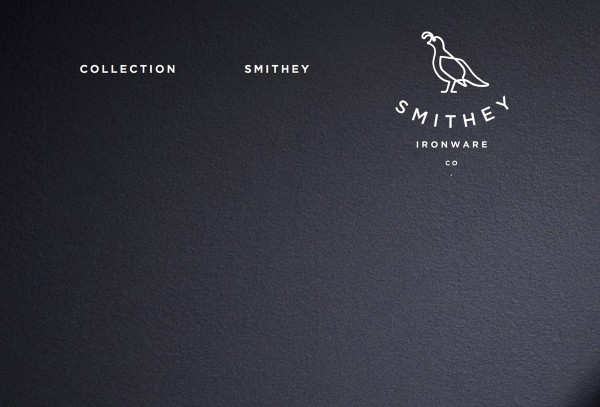 COLLECTION
SMITHEY
SMITHEY
IRONWARE
CO
.